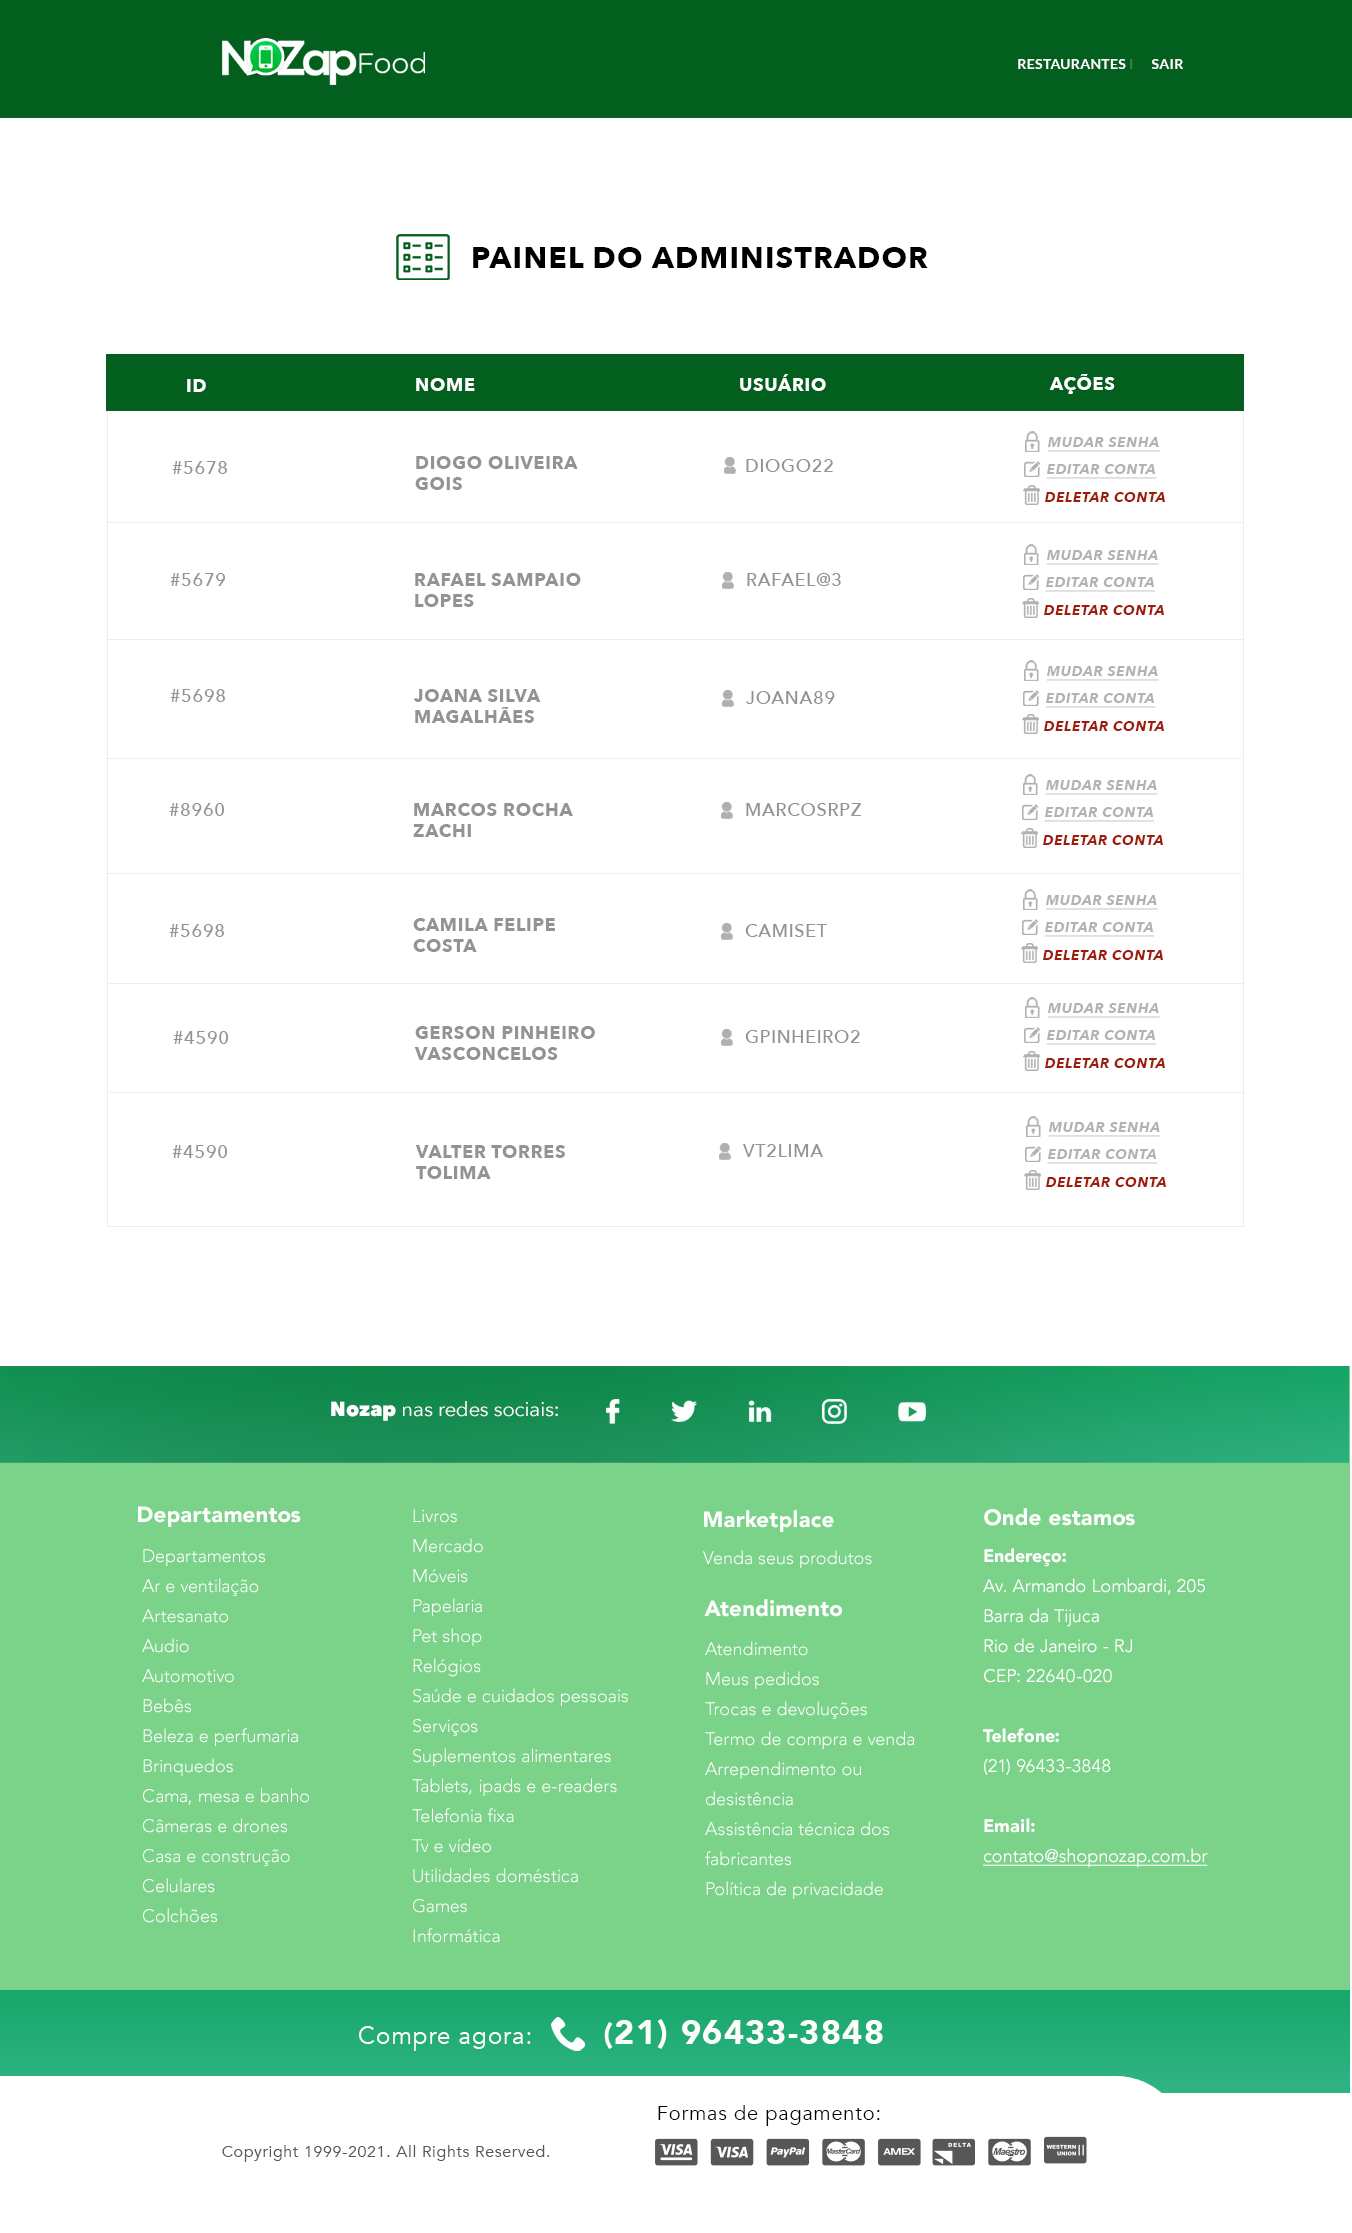 NOZapFood
RESTAURANTES | SAIR
PAINEL DO ADMINISTRADOR
ID NOME USUÁRIO AÇÕES
#5678
DIOGO OLIVEIRA
GOIS
DIOGO22
MUDAR SENHA
EDITAR CONTA
DELETAR CONTA
#5679
RAFAEL SAMPAIO
LOPES
RAFAEL@3
MUDAR SENHA
EDITAR CONTA
DELETAR CONTA
#5698
JOANA SILVA
MAGALHÃES
JOANA89
MUDAR SENHA
EDITAR CONTA
DELETAR CONTA
#8960
MARCOS ROCHA
ZACHI
MARCOSRPZ
MUDAR SENHA
EDITAR CONTA
DELETAR CONTA
#5698
CAMILA FELIPE
COSTA
CAMISET
MUDAR SENHA
EDITAR CONTA
DELETAR CONTA
#4590
GERSON PINHEIRO
VASCONCELOS
GPINHEIRO2
MUDAR SENHA
EDITAR CONTA
DELETAR CONTA
#4590
VALTER TORRES
TOLIMA
VT2LIMA
MUDAR SENHA
EDITAR CONTA
DELETAR CONTA
Nozap nas redes sociais:
Departamentos
Departamentos
Ar e ventilação
Artesanato
Audio
Automotivo
Bebês
Beleza e perfumaria
Brinquedos
Cama, mesa e banho
Câmeras e drones
Casa e construção
Celulares
Colchões
Livros
Mercado
Móveis
Papelaria
Pet shop
Relógios
Saúde e cuidados pessoais
Serviços
Suplementos alimentares
Tablets, ipads e e-readers
Telefonia fixa
Tv e vídeo
Utilidades doméstica
Games
Informática
Marketplace
Venda seus produtos
Atendimento
Atendimento
Meus pedidos
Trocas e devoluções
Termo de compra e venda
Arrependimento ou
desistência
Assistência técnica dos
fabricantes
Política de privacidade
Onde estamos
Endereço:
Av. Armando Lombardi, 205
Barra da Tijuca
Rio de Janeiro - RJ
CEP: 22640-020
Telefone:
(21) 96433-3848
Email:
contato@shopnozap.com.br
Compre agora: (21) 96433-3848
Formas de pagamento:
Copyright 1999-2021. All Rights Reserved.
VISA VISA PayPal MasterCard AMEX DELTA Maestro WESTERN UNION